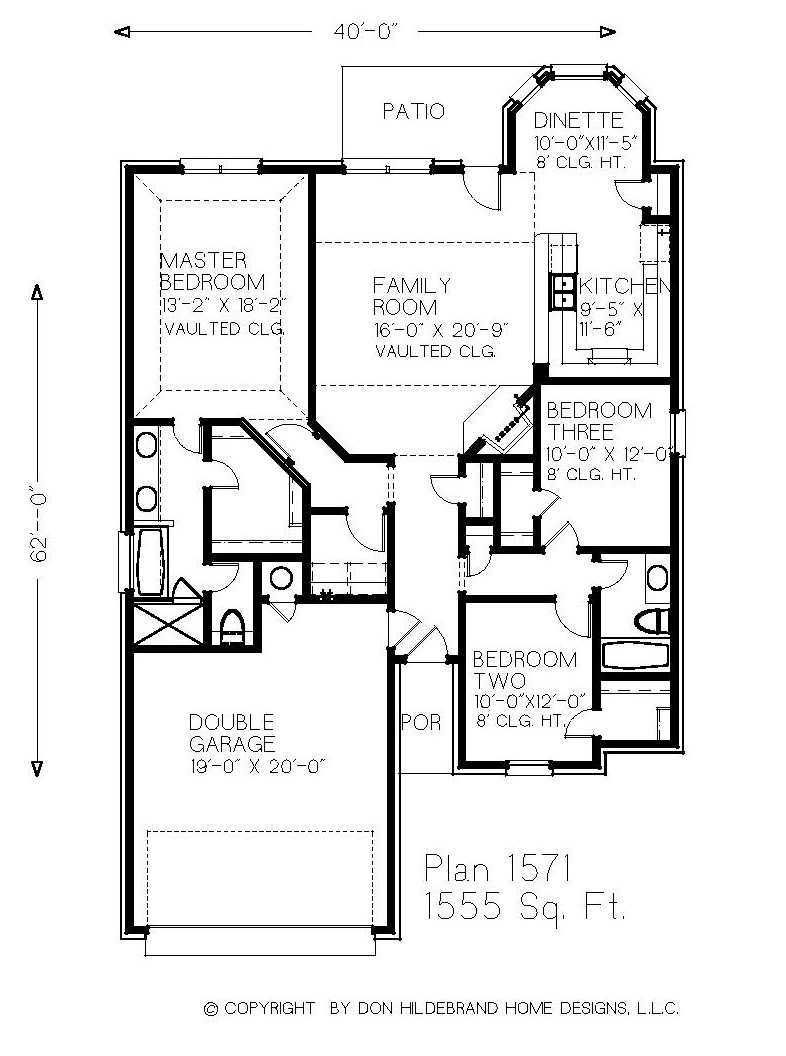 40'-0"
PATIO
DINETTE
10'-0"X11'-5"
8' CLG. HT.
MASTER
BEDROOM
13'-2" X 18'-2"
VAULTED CLG.
FAMILY
ROOM
16'-0" X 20'-9"
VAULTED CLG.
KITCHEN
9'-5" X
11'-6"
BEDROOM
THREE
10'-0" X 12'-0"
8' CLG. HT.
62'-0"
BEDROOM
TWO
10'-0"X12'-0"
8' CLG. HT.
DOUBLE
GARAGE
19'-0" X 20'-0"
POR
Plan 1571
1555 Sq. Ft.
© COPYRIGHT BY DON HILDEBRAND HOME DESIGNS, L.L.C.